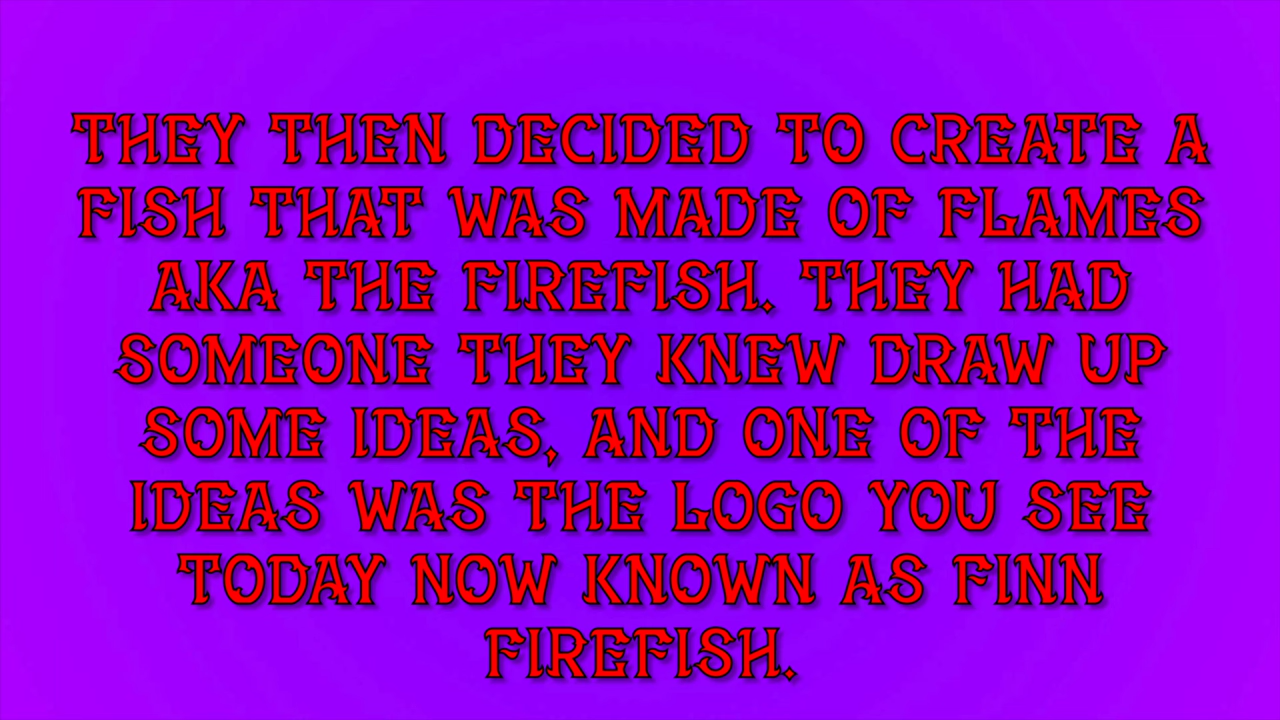 THEY THEN DECIDED TO CREATE A
FISH THAT WAS MADE OF FLAMES
AKA THE FIREFISH. THEY HAD
SOMEONE THEY KNEW DRAW UP
SOME IDEAS, AND ONE OF THE
IDEAS WAS THE LOGO YOU SEE
TODAY NOW KNOWN AS FINN
FIREFISH.